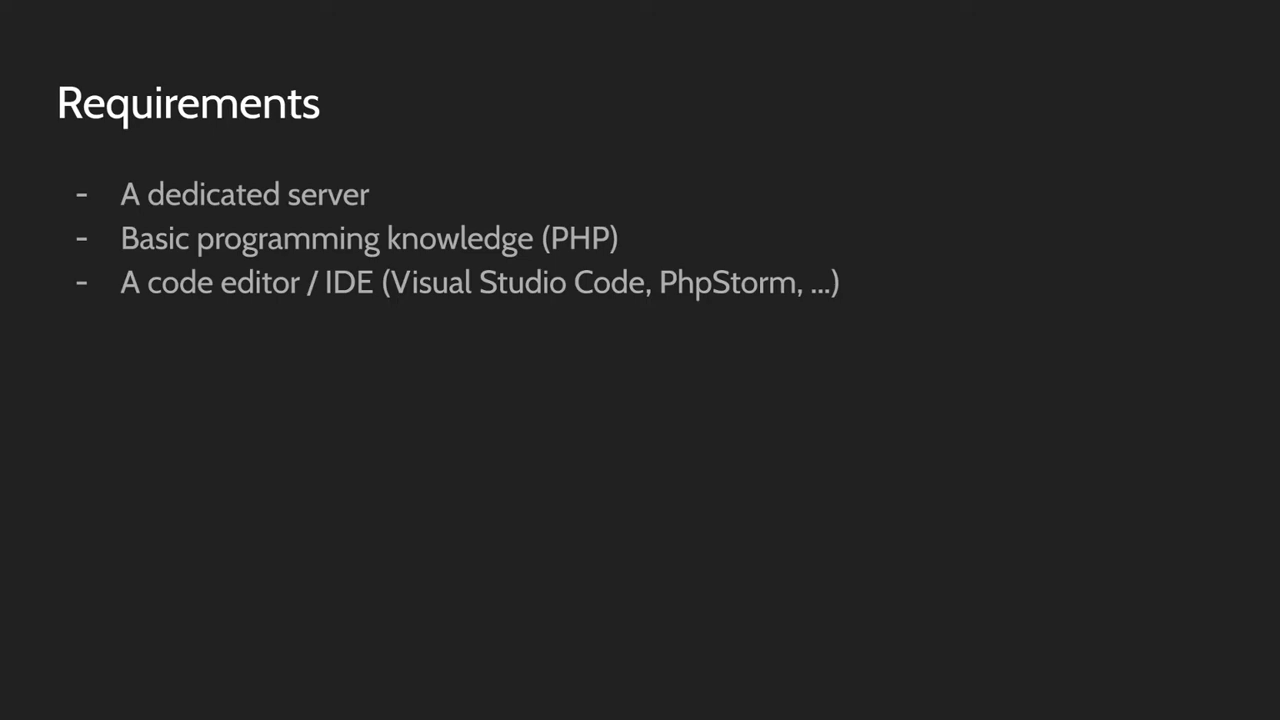 Requirements
- A dedicated server
- Basic programming knowledge (PHP)
- A code editor / IDE (Visual Studio Code, PhpStorm, ...)